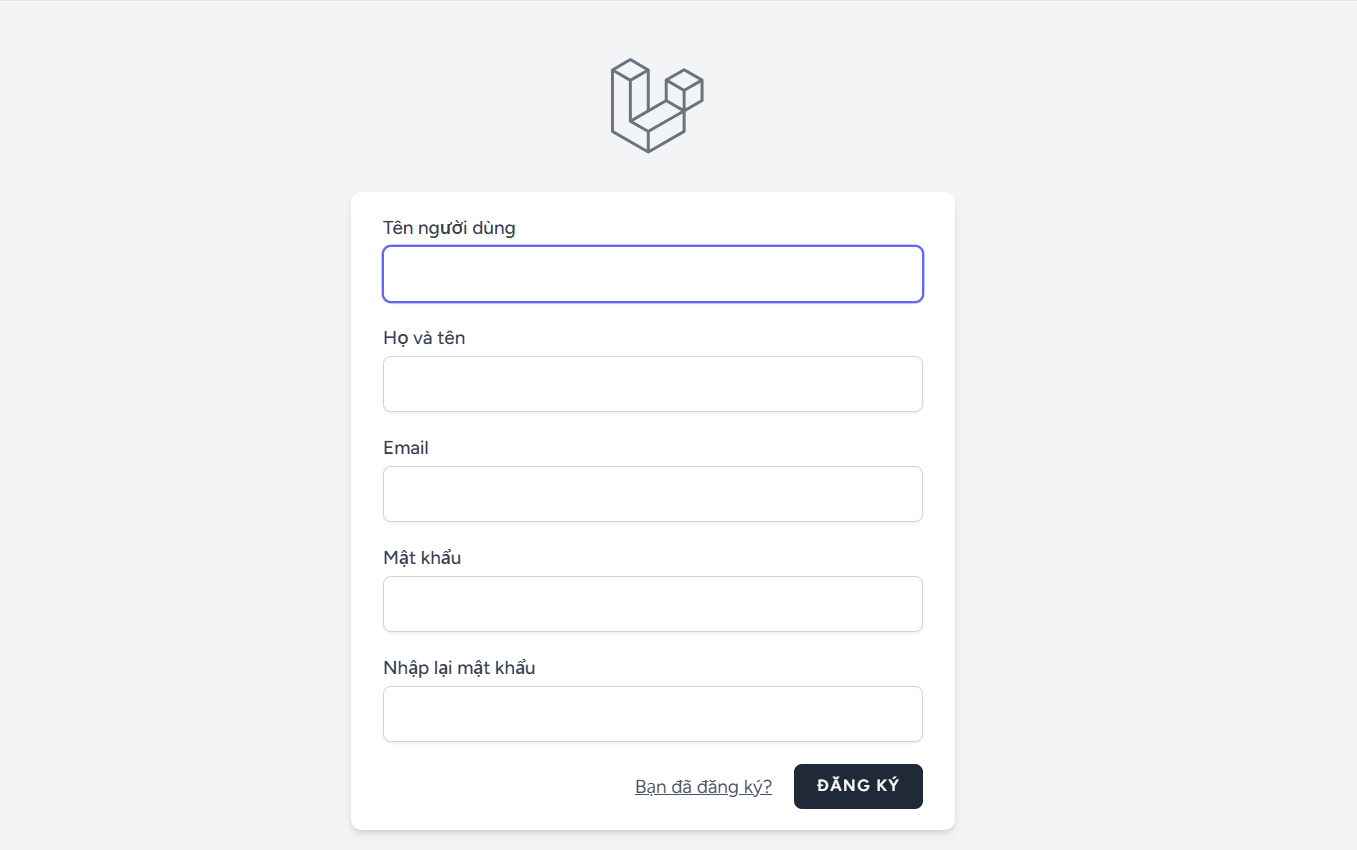 Tên người dùng
Họ và tên
Email
Mật khẩu
Nhập lại mật khẩu
Bạn đã đăng ký? ĐĂNG KÝ